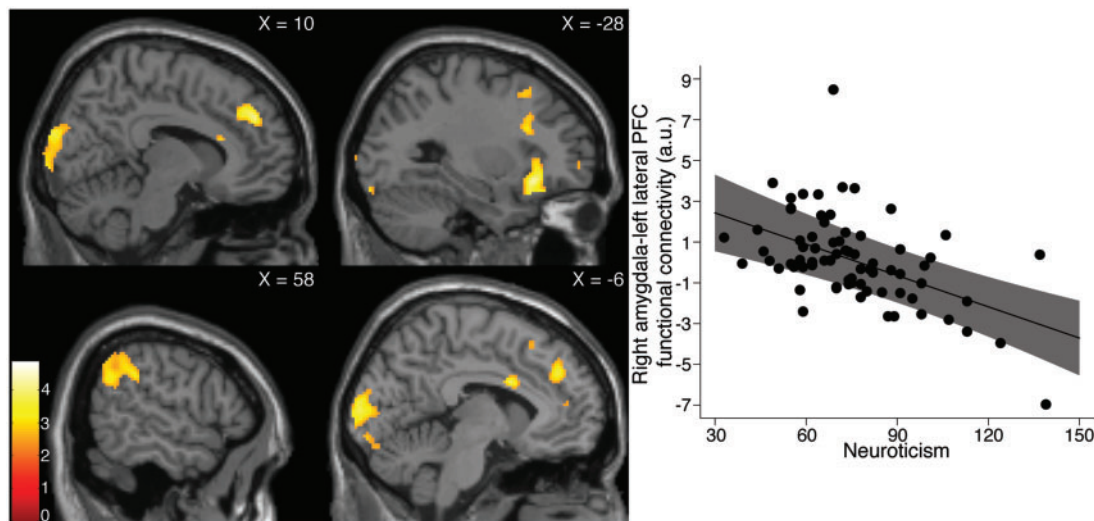 X = 10
X = -28
X = 58
X = -6
4
3
2
1
0
Right amygdala-left lateral PFC
functional connectivity (a.u.)
9
7
5
3
1
-1
-3
-5
-7
30
60
90
120
150
Neuroticism